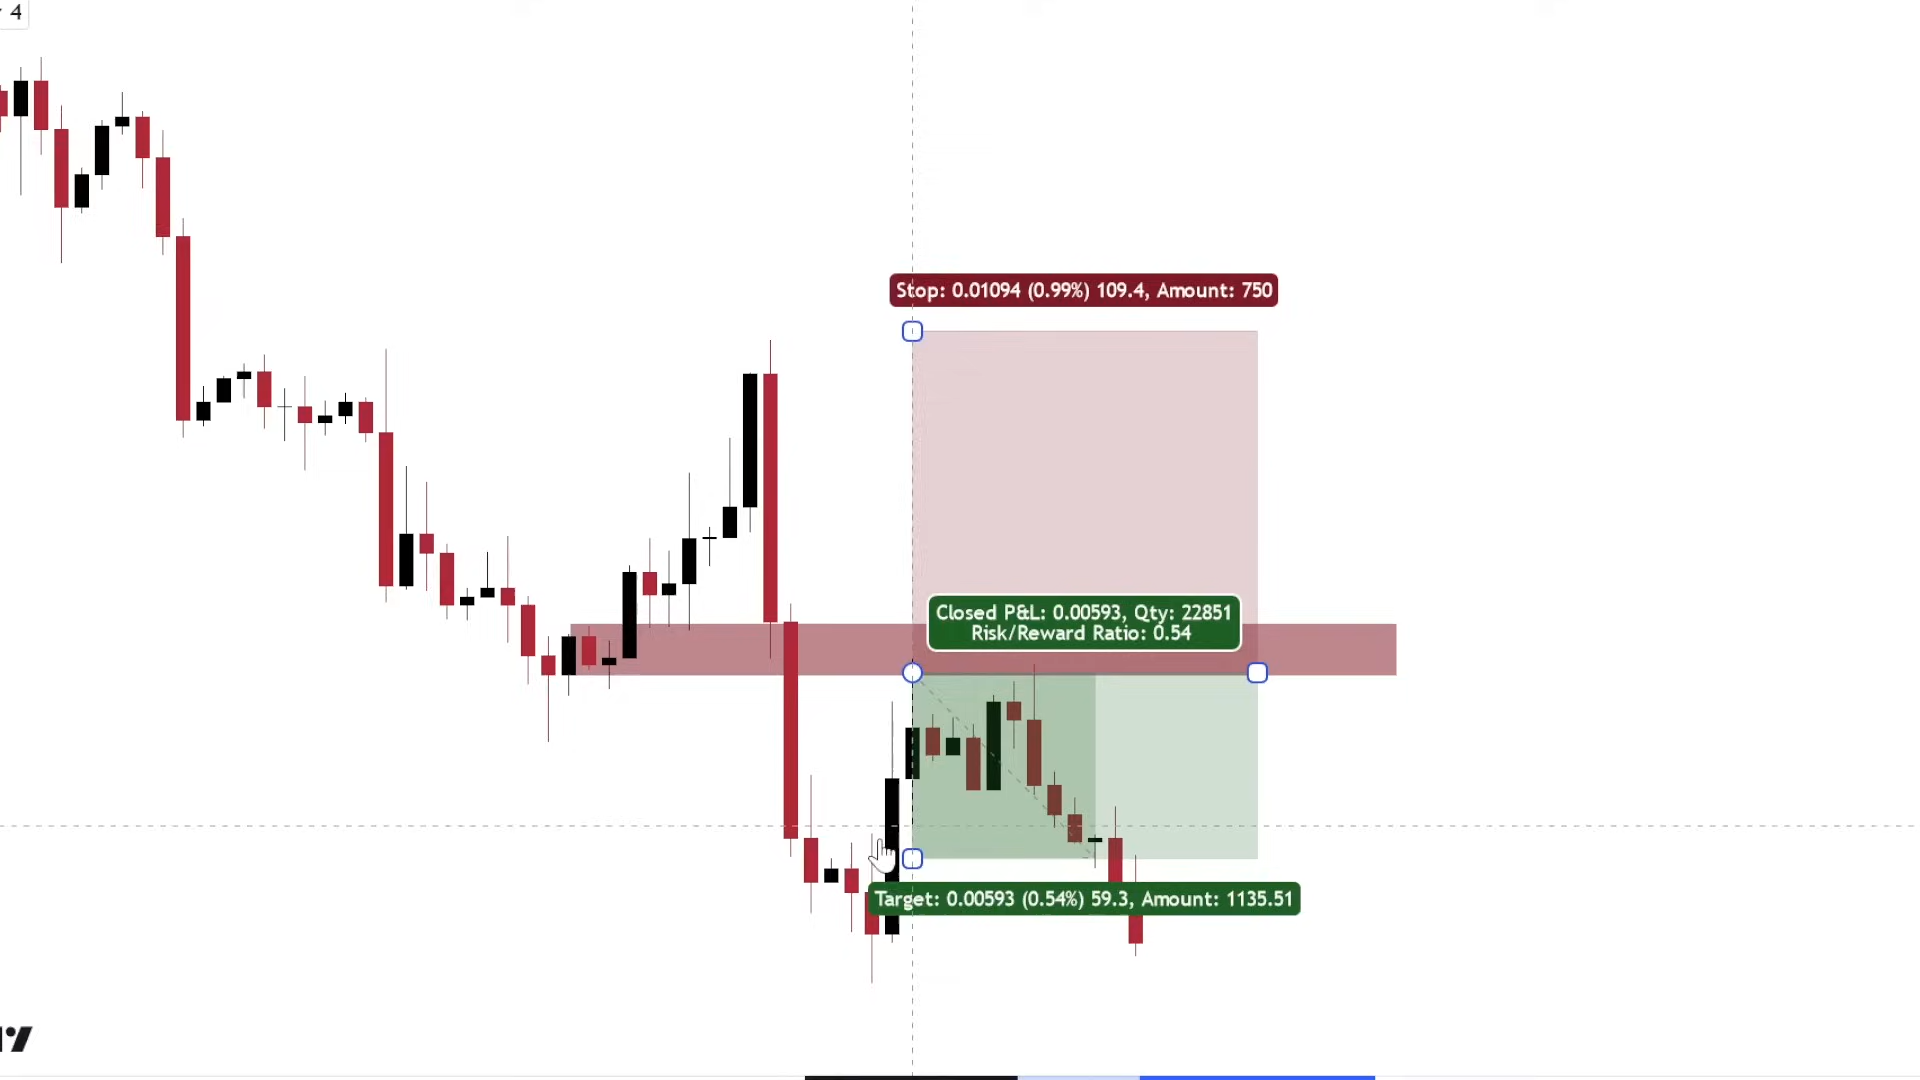 4
Stop: 0.01094 (0.99%) 109.4, Amount: 750
Closed P&L: 0.00593, Qty: 22851
Risk/Reward Ratio: 0.54
Target: 0.00593 (0.54%) 59.3, Amount: 1135.51